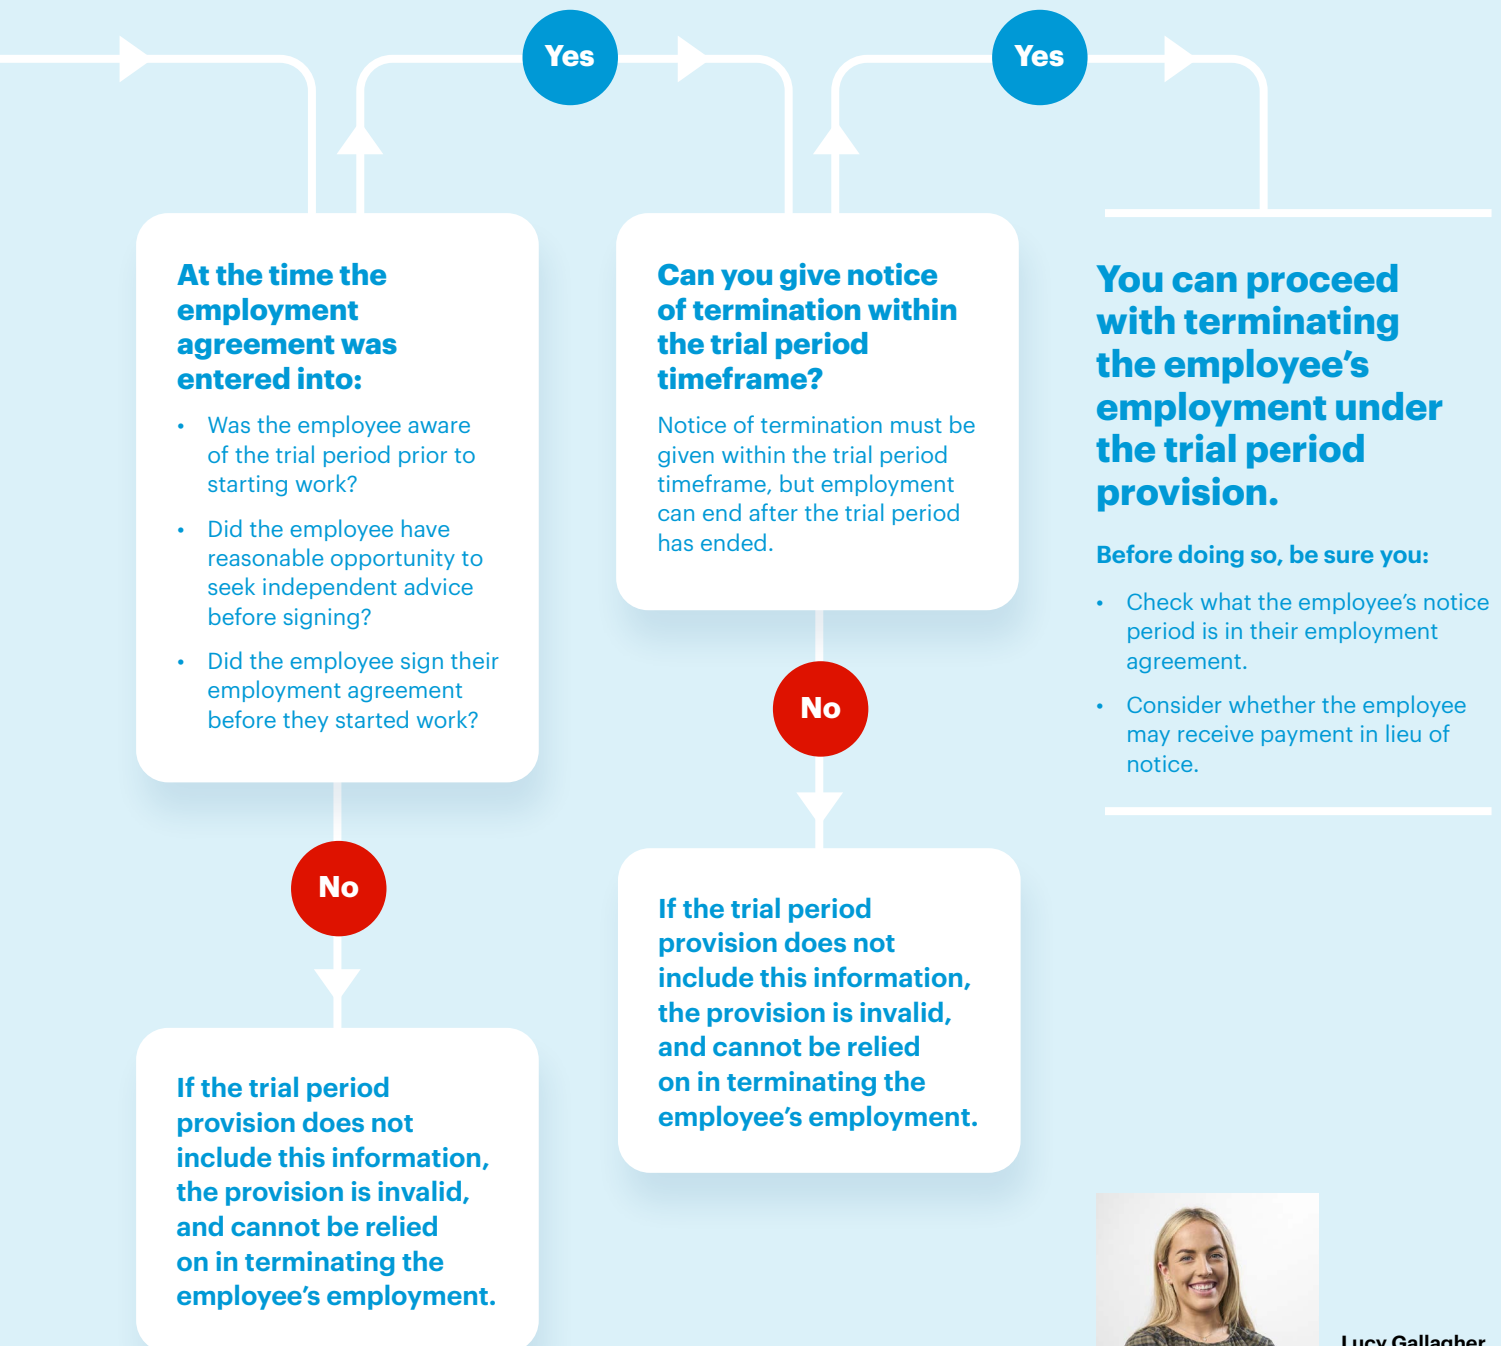 Yes
Yes
At the time the
employment
agreement was
entered into:
• Was the employee aware
of the trial period prior to
starting work?
• Did the employee have
reasonable opportunity to
seek independent advice
before signing?
• Did the employee sign their
employment agreement
before they started work?
No
If the trial period
provision does not
include this information,
the provision is invalid,
and cannot be relied
on in terminating the
employee's employment.
Can you give notice
of termination within
the trial period
timeframe?
Notice of termination must be
given within the trial period
timeframe, but employment
can end after the trial period
has ended.
No
If the trial period
provision does not
include this information,
the provision is invalid,
and cannot be relied
on in terminating the
employee's employment.
You can proceed
with terminating
the employee's
employment under
the trial period
provision.
Before doing so, be sure you:
• Check what the employee's notice
period is in their employment
agreement.
• Consider whether the employee
may receive payment in lieu of
notice.
Lucy Gallagher